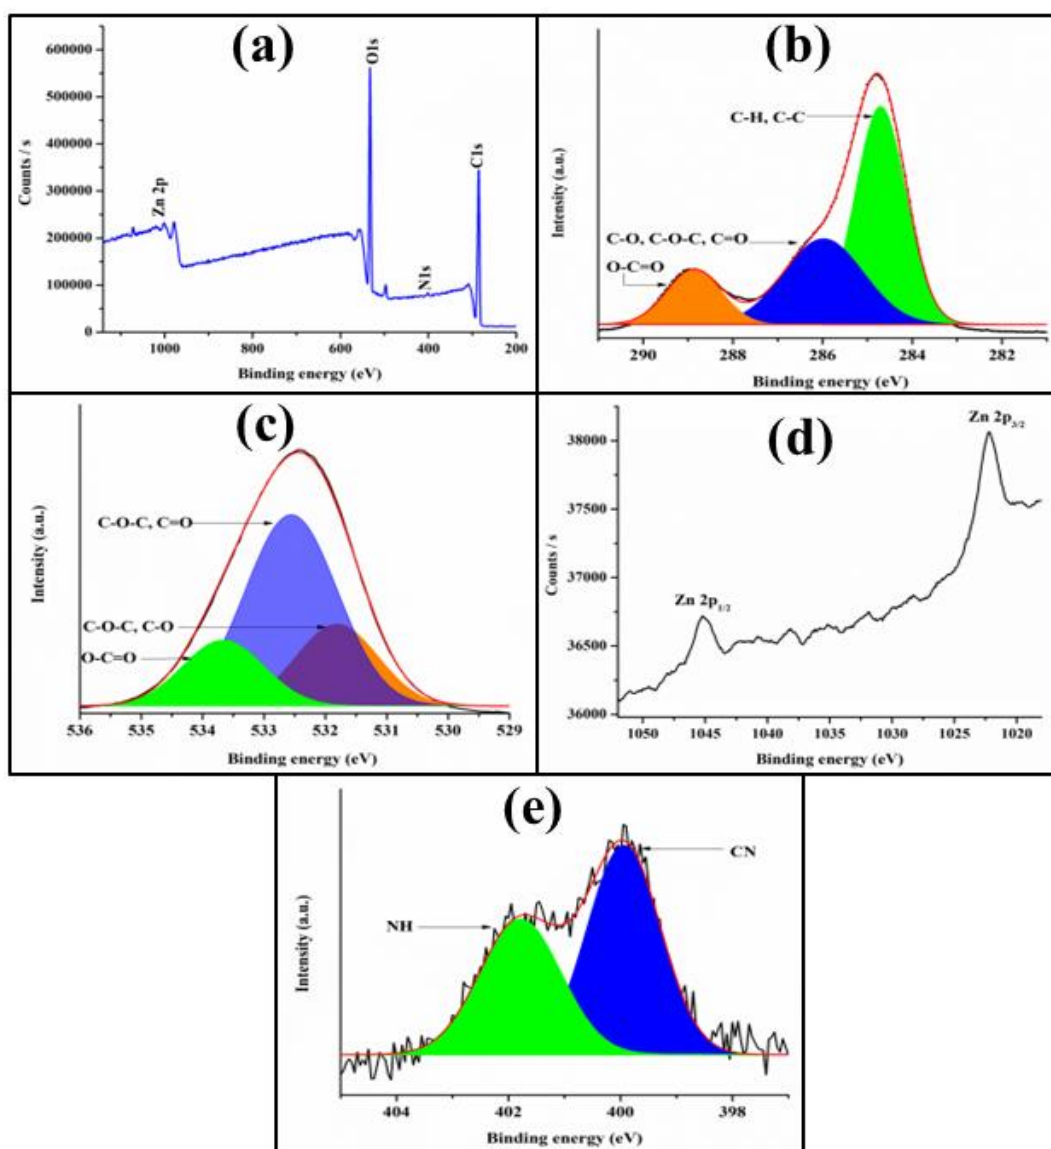 (a)
Counts / s
600000
500000
400000
300000
200000
100000
0
Zn 2p
O1s
N1s
C1s
1000 800 600 400 200
Binding energy (eV)
(b)
Intensity (a.u.)
C-H, C-C
C-O, C-O-C, C=O
O-C=O
290 288 286 284 282
Binding energy (eV)
(c)
Intensity (a.u.)
C-O-C, C=O
C-O-C, C-O
O-C=O
536 535 534 533 532 531 530 529
Binding energy (eV)
(d)
Counts / s
38000
37500
37000
36500
36000
Zn 2p3/2
Zn 2p1/2
1050 1045 1040 1035 1030 1025 1020
Binding energy (eV)
(e)
Intensity (a.u.)
CN
NH
404 402 400 398
Binding energy (eV)